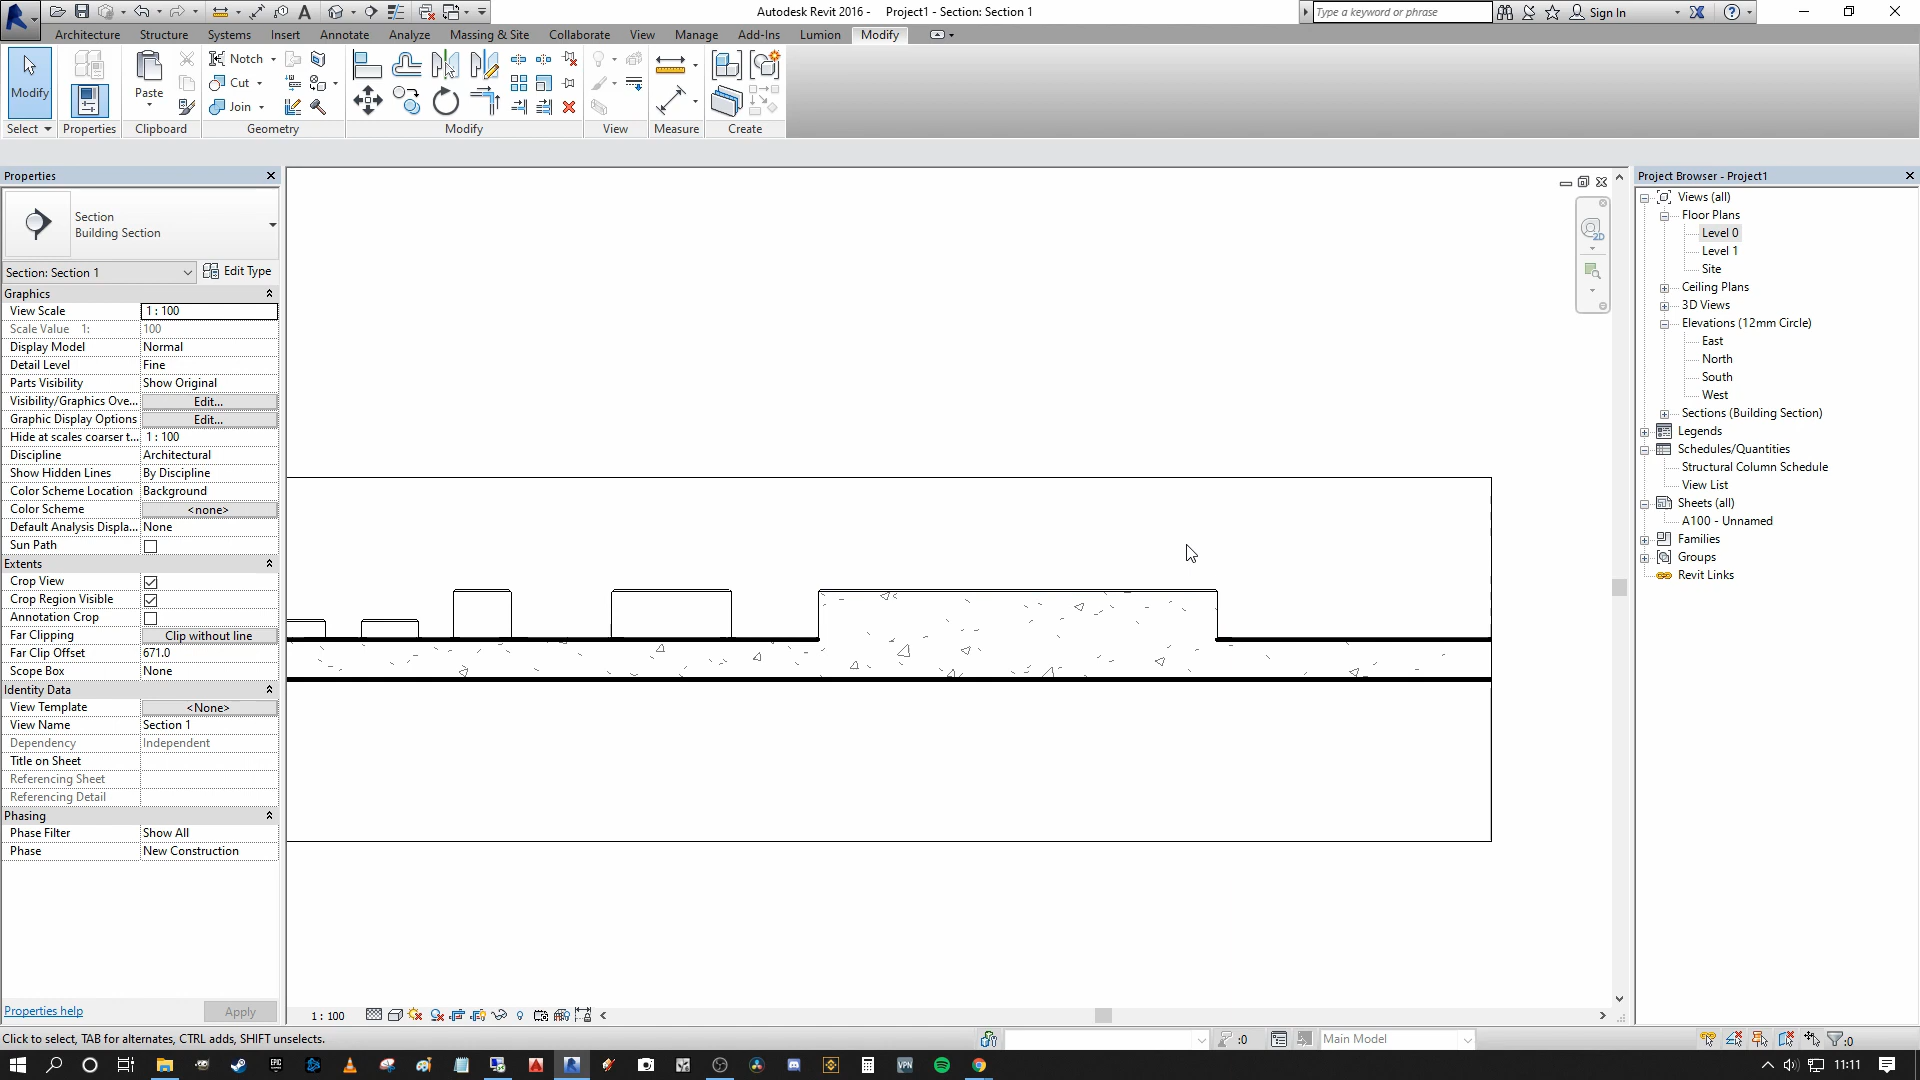 Autodesk Revit 2016 - Project1 - Section: Section 1
Type a keyword or phrase
Sign In
Architecture Structure Systems Insert Annotate Analyze Massing & Site Collaborate View Manage Add-Ins Lumion Modify
Modify
Paste
Notch
Cut
Join
Select Properties Clipboard Geometry Modify View Measure Create
Properties
Section
Building Section
Section: Section 1
Edit Type
Graphics
View Scale 1 : 100
Scale Value 1: 100
Display Model Normal
Detail Level Fine
Parts Visibility Show Original
Visibility/Graphics Ove... Edit...
Graphic Display Options Edit...
Hide at scales coarser t... 1 : 100
Discipline Architectural
Show Hidden Lines By Discipline
Color Scheme Location Background
Color Scheme <none>
Default Analysis Displa... None
Sun Path
Extents
Crop View
Crop Region Visible
Annotation Crop
Far Clipping Clip without line
Far Clip Offset 671.0
Scope Box None
Identity Data
View Template <None>
View Name Section 1
Dependency Independent
Title on Sheet
Referencing Sheet
Referencing Detail
Phasing
Phase Filter Show All
Phase New Construction
Properties help
Apply
2D
Project Browser - Project1
Views (all)
Floor Plans
Level 0
Level 1
Site
Ceiling Plans
3D Views
Elevations (12mm Circle)
East
North
South
West
Sections (Building Section)
Legends
Schedules/Quantities
Structural Column Schedule
View List
Sheets (all)
A100 - Unnamed
Families
Groups
Revit Links
1 : 100
Click to select, TAB for alternates, CTRL adds, SHIFT unselects.
:0
Main Model
:0
EPIC
VPN
11:11